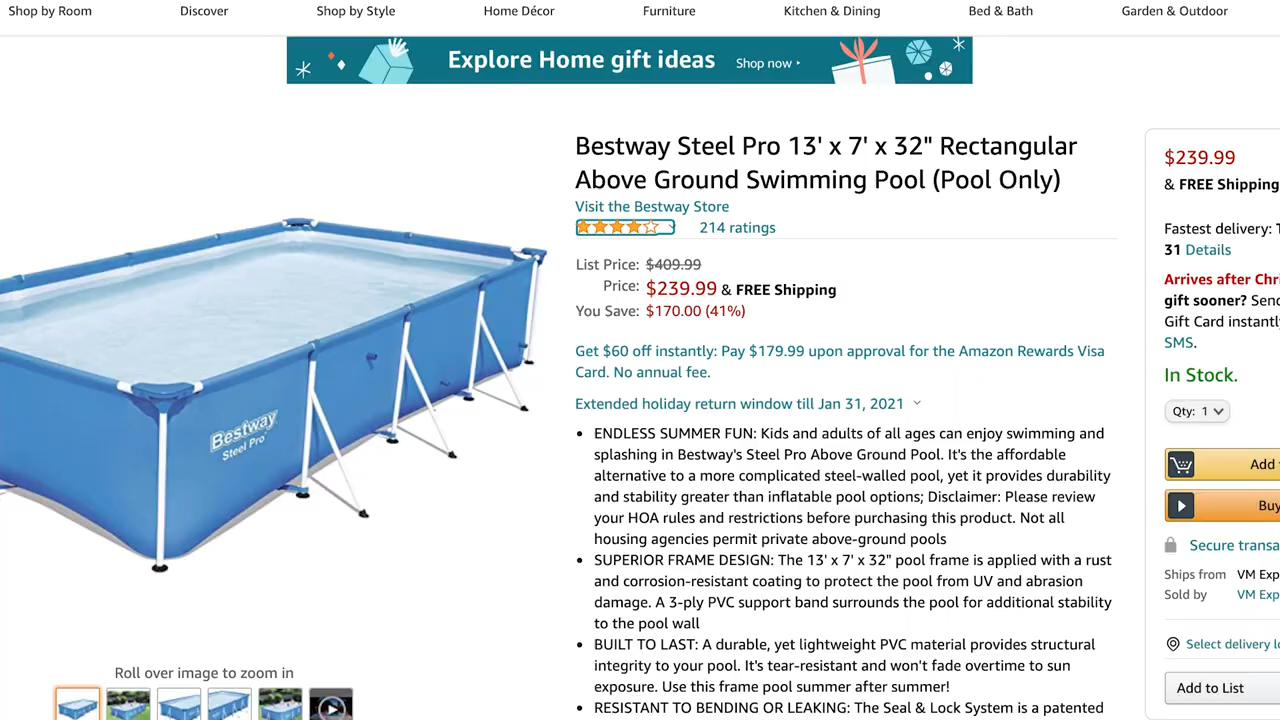 Shop by Room Discover Shop by Style Home Décor Furniture Kitchen & Dining Bed & Bath Garden & Outdoor
Explore Home gift ideas Shop now
Bestway Steel Pro 13' x 7' x 32" Rectangular
Above Ground Swimming Pool (Pool Only)
Visit the Bestway Store
214 ratings
List Price: $409.99
Price: $239.99 & FREE Shipping
You Save: $170.00 (41%)
Get $60 off instantly: Pay $179.99 upon approval for the Amazon Rewards Visa
Card. No annual fee.
Extended holiday return window till Jan 31, 2021
ENDLESS SUMMER FUN: Kids and adults of all ages can enjoy swimming and
splashing in Bestway's Steel Pro Above Ground Pool. It's the affordable
alternative to a more complicated steel-walled pool, yet it provides durability
and stability greater than inflatable pool options; Disclaimer: Please review
your HOA rules and restrictions before purchasing this product. Not all
housing agencies permit private above-ground pools
SUPERIOR FRAME DESIGN: The 13' x 7' x 32" pool frame is applied with a rust
and corrosion-resistant coating to protect the pool from UV and abrasion
damage. A 3-ply PVC support band surrounds the pool for additional stability
to the pool wall
BUILT TO LAST: A durable, yet lightweight PVC material provides structural
integrity to your pool. It's tear-resistant and won't fade overtime to sun
exposure. Use this frame pool summer after summer!
RESISTANT TO BENDING OR LEAKING: The Seal & Lock System is a patented
Bestway
Steel Pro
Roll over image to zoom in
$239.99
& FREE Shipping
Fastest delivery:
31 Details
Arrives after Chri
gift sooner? Send
Gift Card instantly
SMS.
In Stock.
Qty: 1
Add
Buy
Secure transa
Ships from VM Exp
Sold by VM Exp
Select delivery lo
Add to List